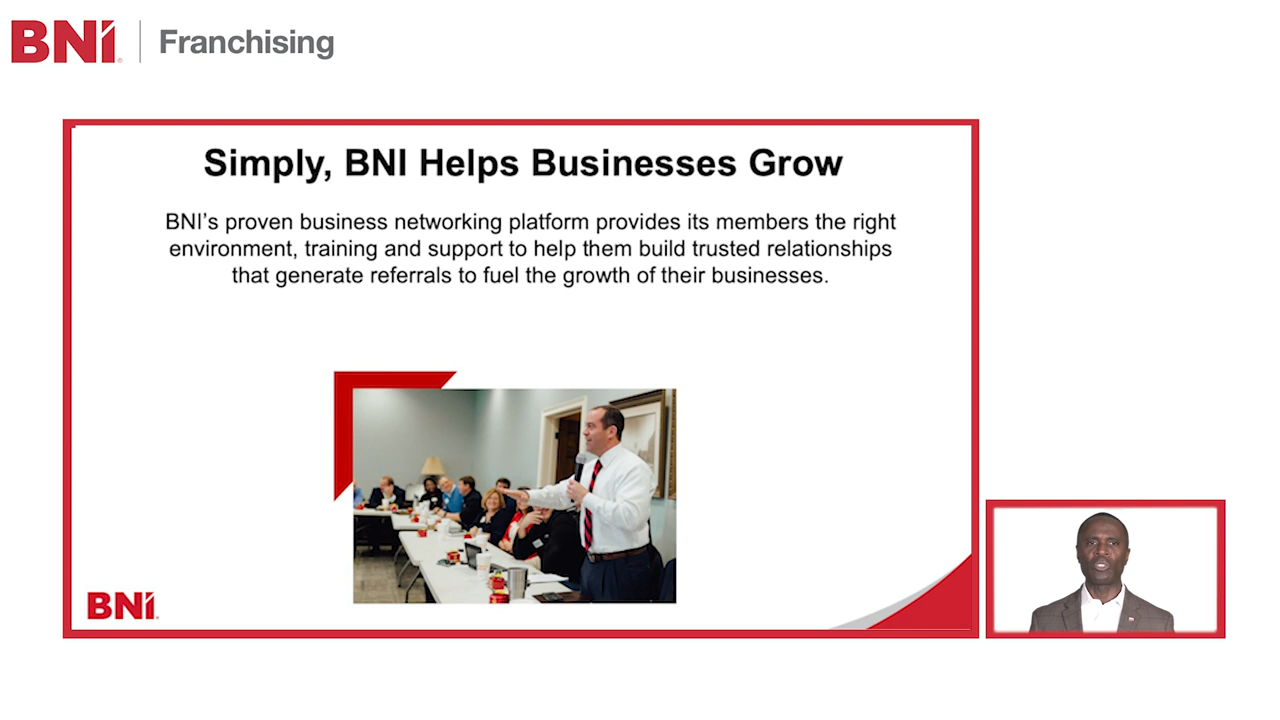 BNI Franchising
Simply, BNI Helps Businesses Grow
BNI’s proven business networking platform provides its members the right
environment, training and support to help them build trusted relationships
that generate referrals to fuel the growth of their businesses.
BNI